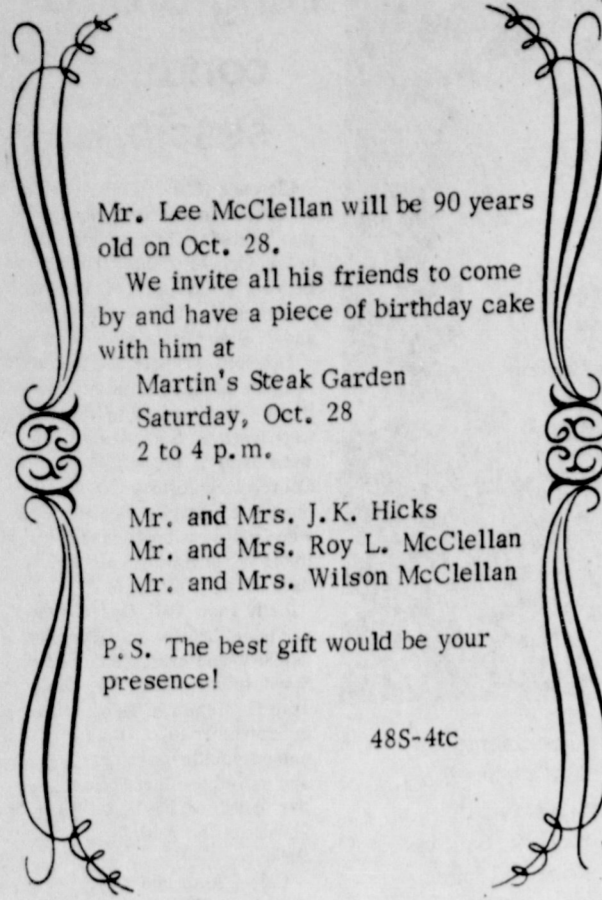 Mr. Lee McClellan will be 90 years
old on Oct. 28.
We invite all his friends to come
by and have a piece of birthday cake
with him at
Martin's Steak Garden
Saturday, Oct. 28
2 to 4 p.m.
Mr. and Mrs. J.K. Hicks
Mr. and Mrs. Roy L. McClellan
Mr. and Mrs. Wilson McClellan
P.S. The best gift would be your
presence!
48S-4tc